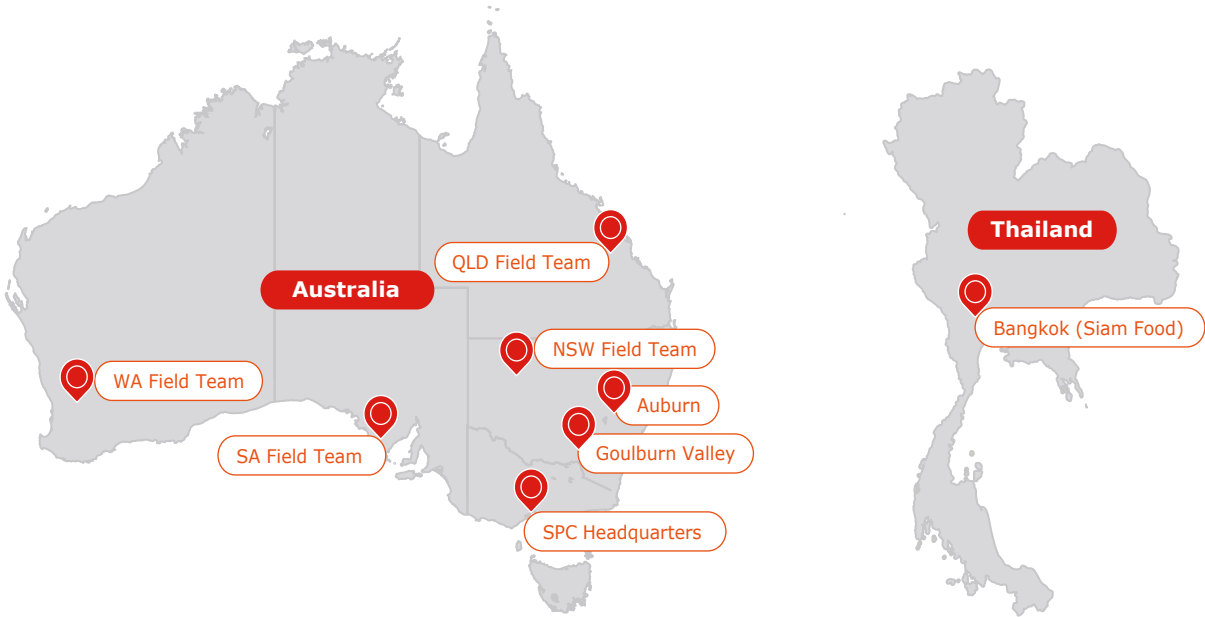 Australia
QLD Field Team
NSW Field Team
WA Field Team
Auburn
SA Field Team
Goulburn Valley
SPC Headquarters
Thailand
Bangkok (Siam Food)